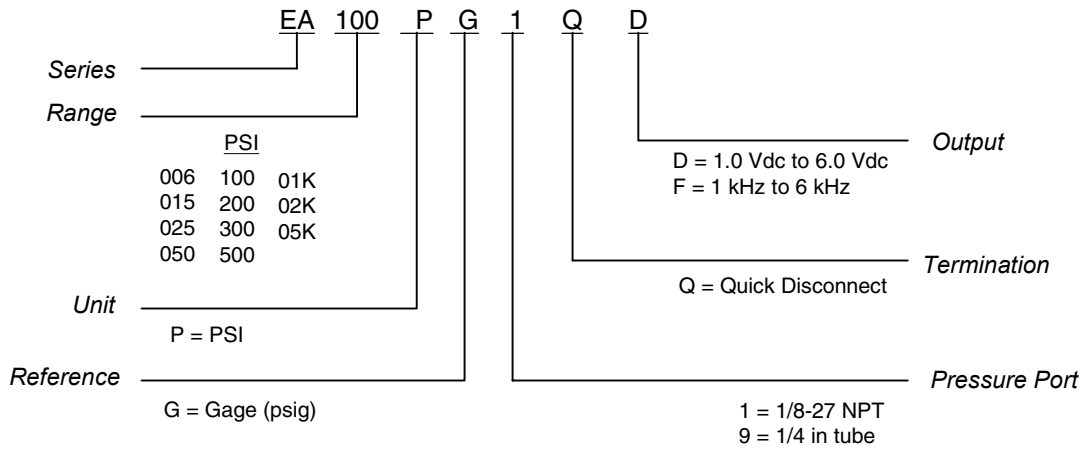 EA 100 P G 1 Q D
Series
Range
PSI
006 100 01K
015 200 02K
025 300 05K
050 500
Unit
P = PSI
Reference
G = Gage (psig)
Output
D = 1.0 Vdc to 6.0 Vdc
F = 1 kHz to 6 kHz
Termination
Q = Quick Disconnect
Pressure Port
1 = 1/8-27 NPT
9 = 1/4 in tube